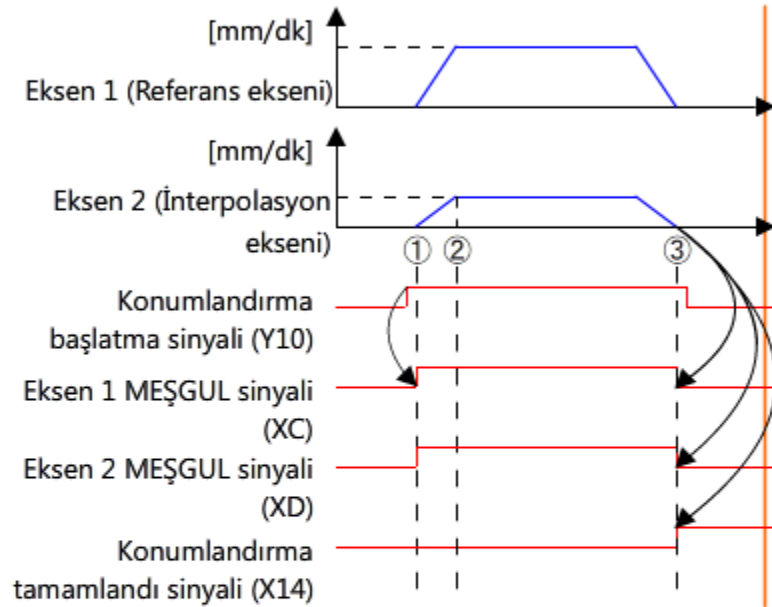 [mm/dk]
Eksen 1 (Referans ekseni)
[mm/dk]
Eksen 2 (İnterpolasyon
ekseni)
① ② ③
Konumlandırma
başlatma sinyali (Y10)
Eksen 1 MEŞGUL sinyali
(XC)
Eksen 2 MEŞGUL sinyali
(XD)
Konumlandırma
tamamlandı sinyali (X14)